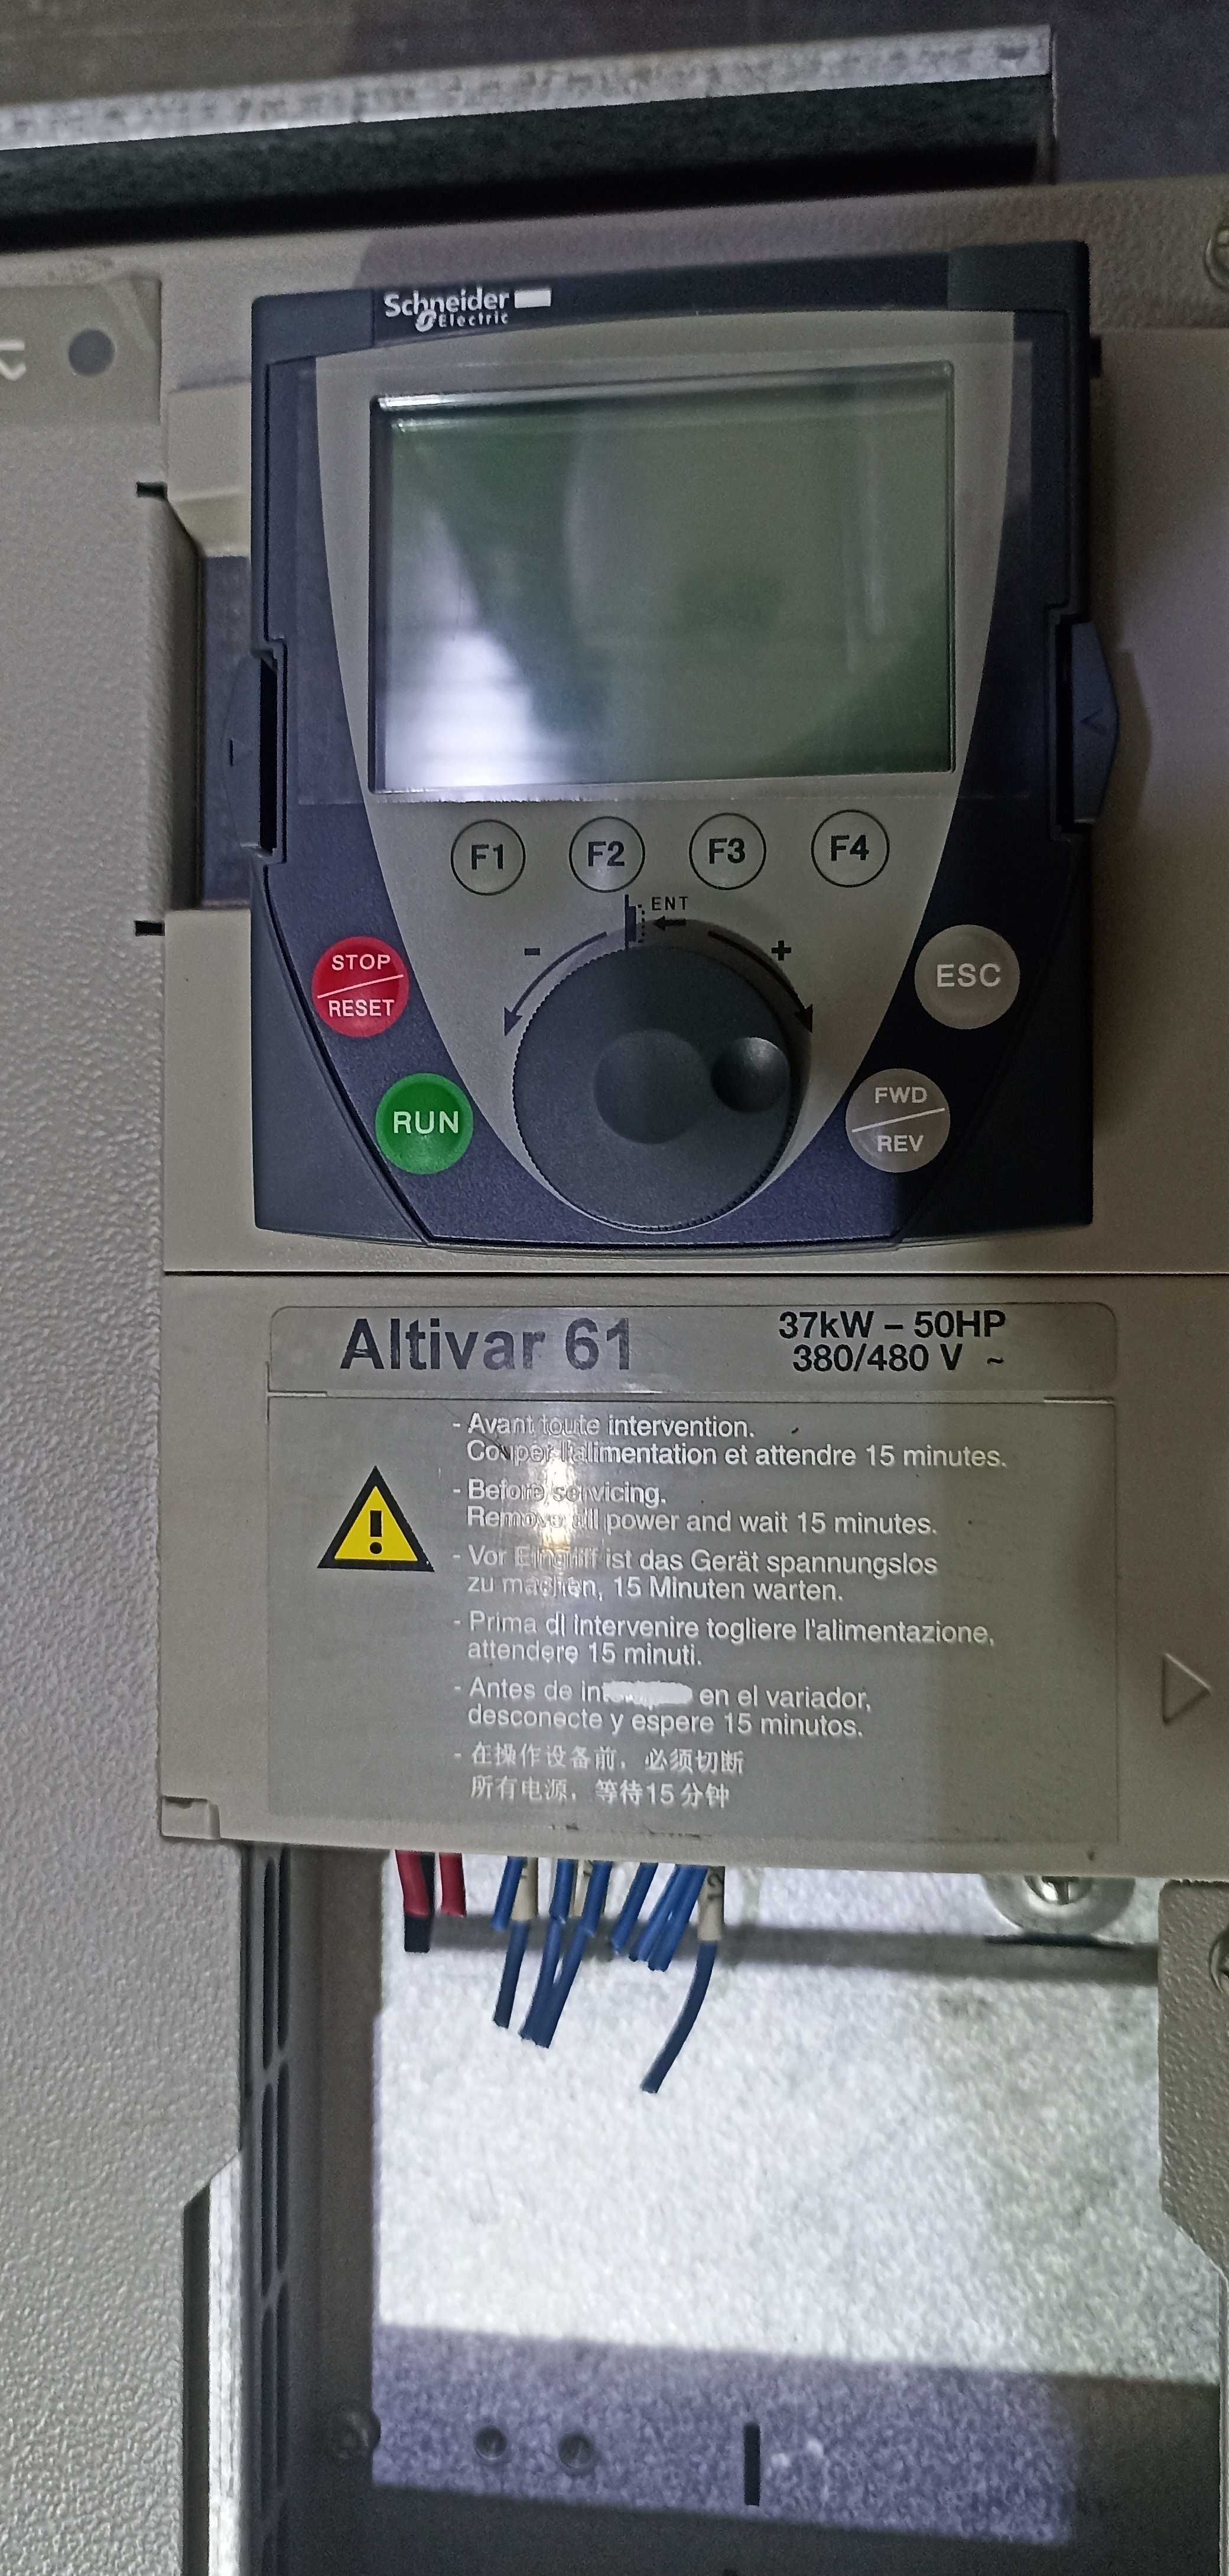 Schneider
Electric
F1 F2 F3 F4
ENT
- +
STOP
RESET
ESC
RUN
FWD
REV
Altivar 61
37kW – 50HP
380/480 V ~
- Avant toute intervention.
Couper l'alimentation et attendre 15 minutes.
- Before servicing.
Remove all power and wait 15 minutes.
- Vor Eingriff ist das Gerät spannungslos
zu machen, 15 Minuten warten.
- Prima di Intervenire togliere l'alimentazione,
attendere 15 minuti.
- Antes de en el variador,
desconecte y espere 15 minutos.
- 在操作设备前，必须切断
所有电源，等待15分钟